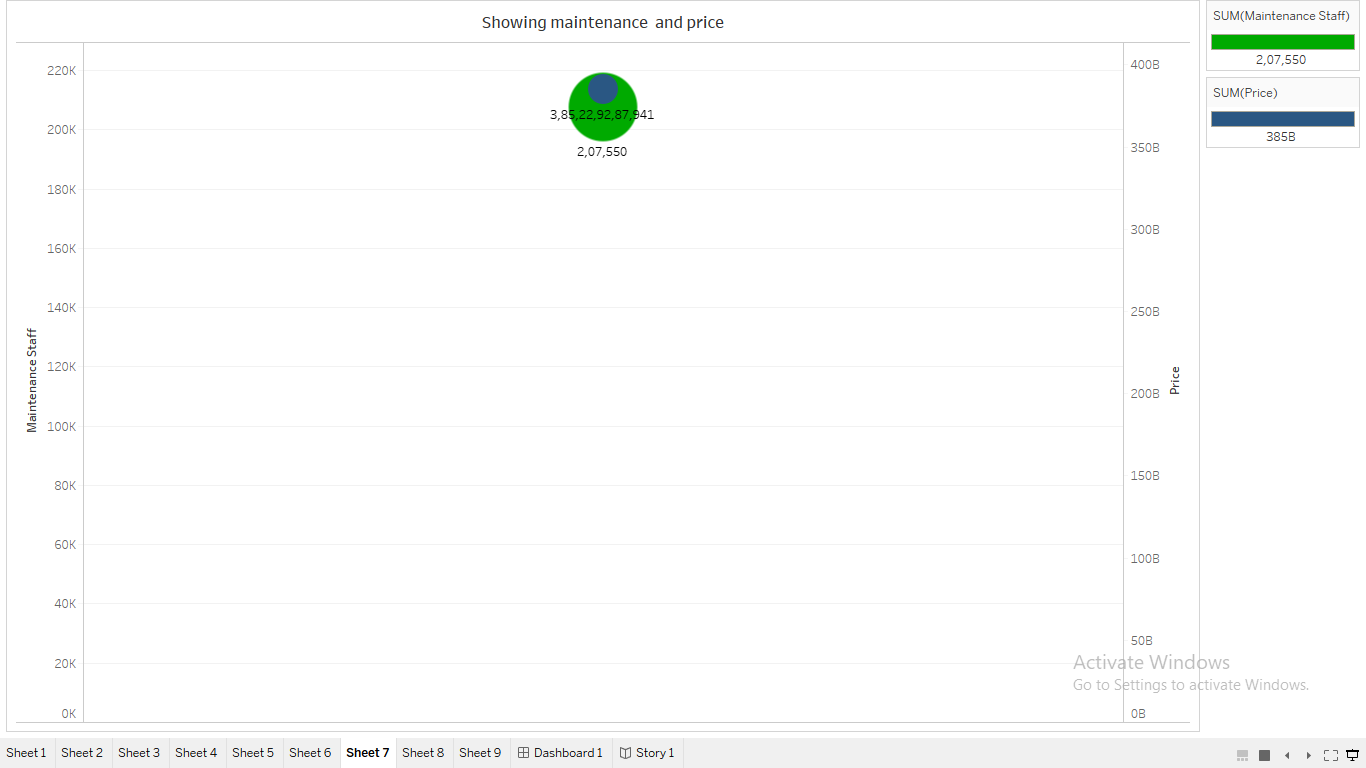 Showing maintenance and price
SUM(Maintenance Staff)
2,07,550
SUM(Price)
385B
220K
200K
180K
160K
140K
120K
100K
80K
60K
40K
20K
0K
Maintenance Staff
3,85,22,92,87,941
2,07,550
400B
350B
300B
250B
200B
150B
100B
50B
0B
Price
Activate Windows
Go to Settings to activate Windows.
Sheet 1 Sheet 2 Sheet 3 Sheet 4 Sheet 5 Sheet 6 Sheet 7 Sheet 8 Sheet 9 Dashboard 1 Story 1